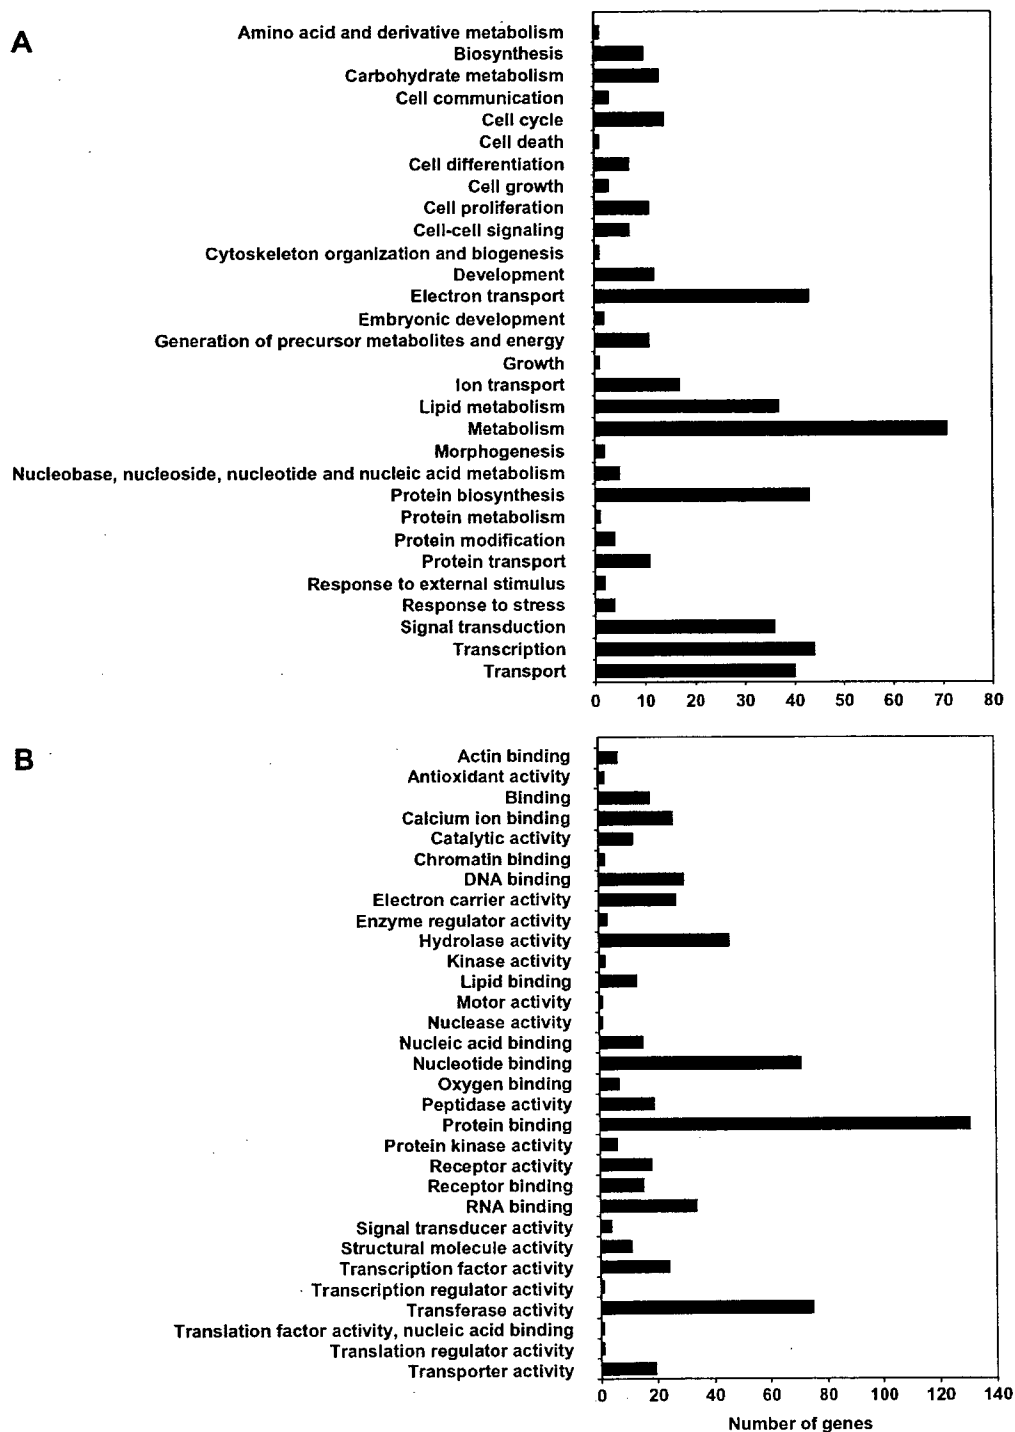 A
Amino acid and derivative metabolism
Biosynthesis
Carbohydrate metabolism
Cell communication
Cell cycle
Cell death
Cell differentiation
Cell growth
Cell proliferation
Cell-cell signaling
Cytoskeleton organization and biogenesis
Development
Electron transport
Embryonic development
Generation of precursor metabolites and energy
Growth
Ion transport
Lipid metabolism
Metabolism
Morphogenesis
Nucleobase, nucleoside, nucleotide and nucleic acid metabolism
Protein biosynthesis
Protein metabolism
Protein modification
Protein transport
Response to external stimulus
Response to stress
Signal transduction
Transcription
Transport
0 10 20 30 40 50 60 70 80
B
Actin binding
Antioxidant activity
Binding
Calcium ion binding
Catalytic activity
Chromatin binding
DNA binding
Electron carrier activity
Enzyme regulator activity
Hydrolase activity
Kinase activity
Lipid binding
Motor activity
Nuclease activity
Nucleic acid binding
Nucleotide binding
Oxygen binding
Peptidase activity
Protein binding
Protein kinase activity
Receptor activity
Receptor binding
RNA binding
Signal transducer activity
Structural molecule activity
Transcription factor activity
Transcription regulator activity
Transferase activity
Translation factor activity, nucleic acid binding
Translation regulator activity
Transporter activity
0 20 40 60 80 100 120 140
Number of genes